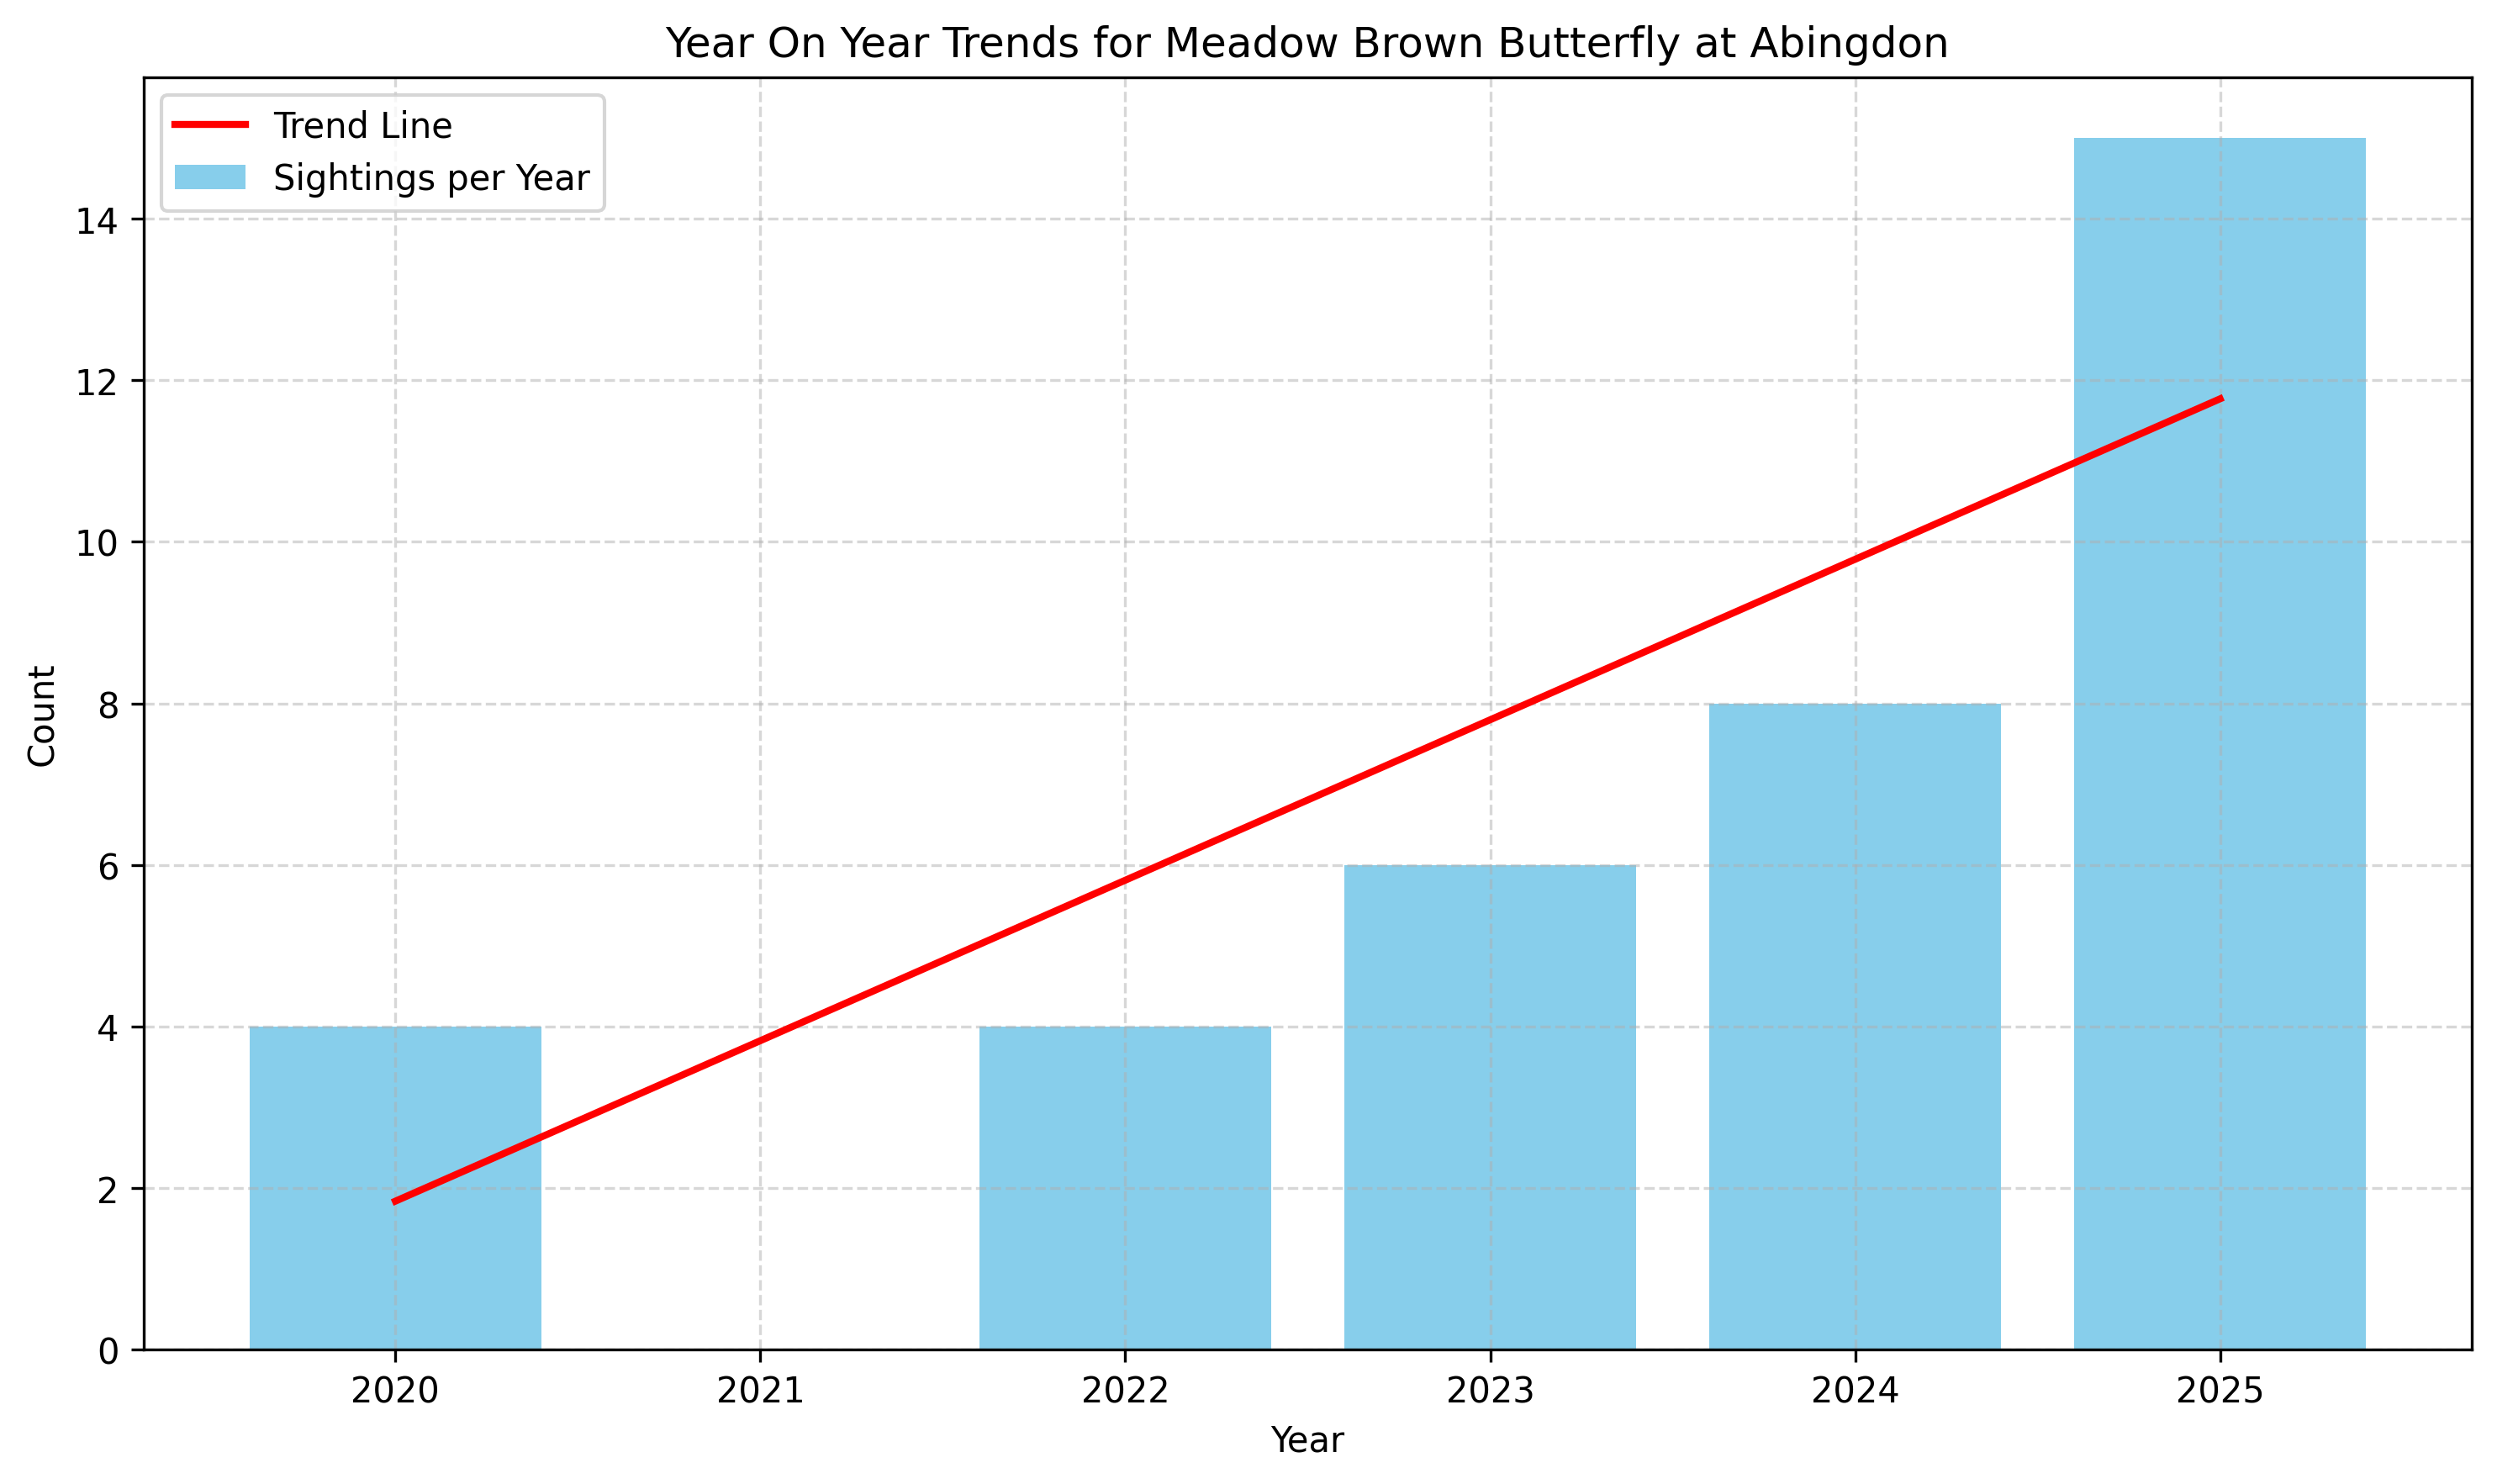 Year On Year Trends for Meadow Brown Butterfly at Abingdon
Trend Line
Sightings per Year
14
12
10
8
6
4
2
0
Count
2020 2021 2022 2023 2024 2025
Year